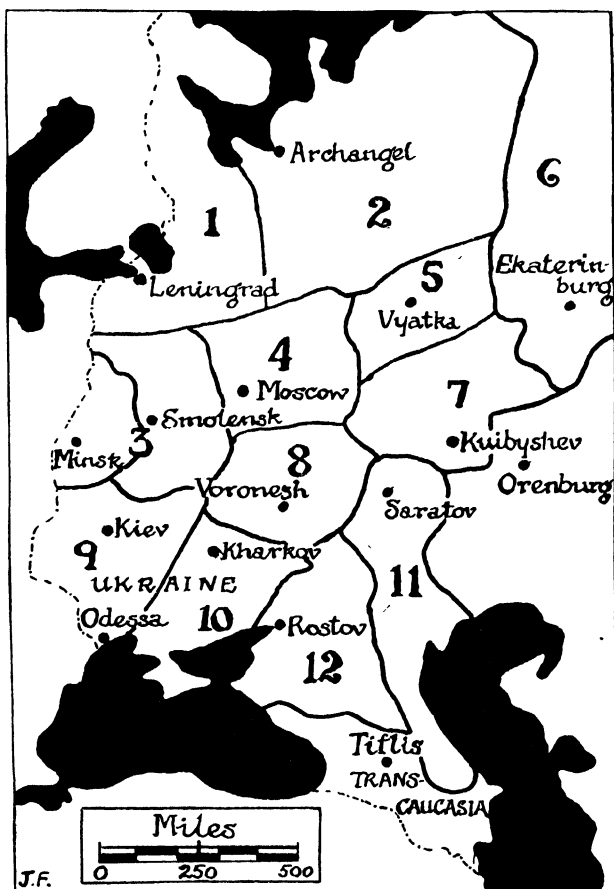 Archangel
6
1
2
Ekaterin-
burg
5
Leningrad
Vyatka
4
Moscow
7
Smolensk
3
Minsk
Kuibyshev
8
Orenburg
Voronesh
Saratov
Kiev
9
Kharkov
UKRAINE
11
Odessa
10
Rostov
12
Tiflis
TRANS-
CAUCASIA
Miles
0 250 500
J.F.